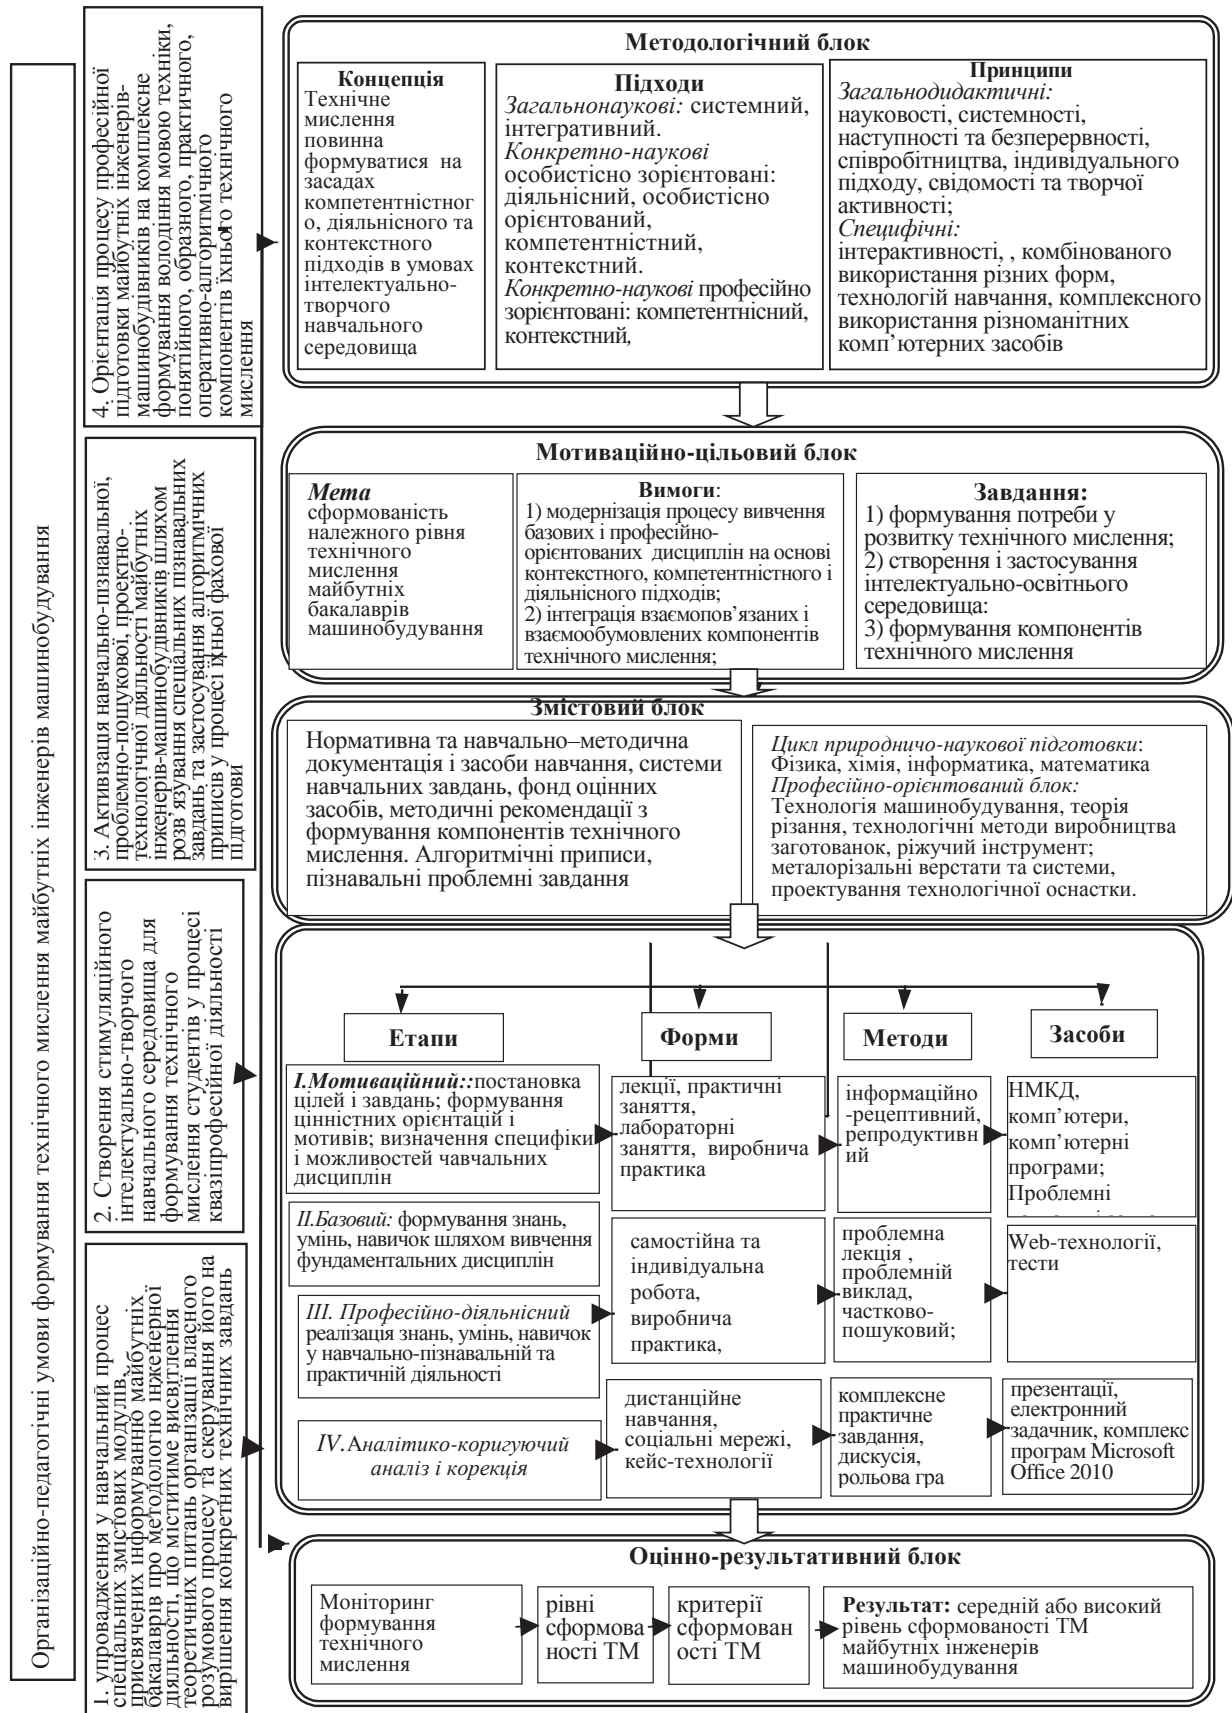 Організаційно-педагогічні умови формування технічного мислення майбутніх інженерів машинобудування
4. Орієнтація процесу професійної
підготовки майбутніх інженерів-
машинобудівників на комплексне
формування володіння мовою техніки,
понятійного, образного, практичного,
оперативно-алгоритмічного
компонентів їхнього технічного
мислення
3. Активізація навчально-пізнавальної,
проблемно-пошукової, проектно-
технологічної діяльності майбутніх
інженерів-машинобудівників шляхом
розв’язування спеціальних пізнавальних
завдань та застосування алгоритмічних
приписів у процесі їхньої фахової
підготови
2. Створення стимуляційного
інтелектуально-творчого
навчального середовища для
формування технічного
мислення студентів у процесі
квазіпрофесійної діяльності
1. упровадження у навчальний процес
спеціальних змістових модулів,
присвячених інформуванню майбутніх
бакалаврів про методологію інженерної
діяльності, що міститиме висвітлення
теоретичних питань організації власного
розумового процесу та скерування його на
вирішення конкретних технічних завдань
Методологічний блок
Концепція
Технічне
мислення
повинна
формуватися на
засадах
компетентністног
о, діяльнісного та
контекстного
підходів в умовах
інтелектуально-
творчого
навчального
середовища
Підходи
Загальнонаукові: системний,
інтегративний.
Конкретно-наукові
особистісно зорієнтовані:
діяльнісний, особистісно
орієнтований,
компетентністний,
контекстний.
Конкретно-наукові професійно
зорієнтовані: компетентнісний,
контекстний,
Принципи
Загальнодидактичні:
науковості, системності,
наступності та безперервності,
співробітництва, індивідуального
підходу, свідомості та творчої
активності;
Специфічні:
інтерактивності, , комбінованого
використання різних форм,
технологій навчання, комплексного
використання різноманітних
комп’ютерних засобів
Мотиваційно-цільовий блок
Мета
сформованість
належного рівня
технічного
мислення
майбутніх
бакалаврів
машинобудування
Вимоги:
1) модернізація процесу вивчення
базових і професійно-
орієнтованих дисциплін на основі
контекстного, компетентністного і
діяльнісного підходів;
2) інтеграція взаємопов’язаних і
взаємообумовлених компонентів
технічного мислення;
Завдання:
1) формування потреби у
розвитку технічного мислення;
2) створення і застосування
інтелектуально-освітнього
середовища:
3) формування компонентів
технічного мислення
Змістовий блок
Нормативна та навчально–методична
документація і засоби навчання, системи
навчальних завдань, фонд оцінних
засобів, методичні рекомендації з
формування компонентів технічного
мислення. Алгоритмічні приписи,
пізнавальні проблемні завдання
Цикл природничо-наукової підготовки:
Фізика, хімія, інформатика, математика
Професійно-орієнтований блок:
Технологія машинобудування, теорія
різання, технологічні методи виробництва
заготованок, ріжучий інструмент;
металорізальні верстати та системи,
проектування технологічної оснастки.
Етапи
Форми
Методи
Засоби
I.Мотиваційний::постановка
цілей і завдань; формування
цінністних орієнтацій і
мотивів; визначення специфіки
і можливостей чавчальних
дисциплін
лекції, практичні
заняття,
лабораторні
заняття, виробнича
практика
інформаційно
-рецептивний,
репродуктивн
ий
НМКД,
комп’ютери,
комп’ютерні
програми;
Проблемні
II.Базовий: формування знань,
умінь, навичок шляхом вивчення
фундаментальних дисциплін
III. Професійно-діяльнісний
реалізація знань, умінь, навичок
у навчально-пізнавальній та
практичній діяльності
самостійна та
індивідуальна
робота,
виробнича
практика,
проблемна
лекція ,
проблемній
виклад,
частково-
пошуковий;
Web-технології,
тести
IV.Аналітико-коригуючий
аналіз і корекція
дистанційне
навчання,
соціальні мережі,
кейс-технології
комплексне
практичне
завдання,
дискусія,
рольова гра
презентації,
електронний
задачник, комплекс
програм Microsoft
Office 2010
Оцінно-результативний блок
Моніторинг
формування
технічного
мислення
рівні
сформова
ності ТМ
критерії
сформован
ості ТМ
Результат: середній або високий
рівень сформованості ТМ
майбутніх інженерів
машинобудування